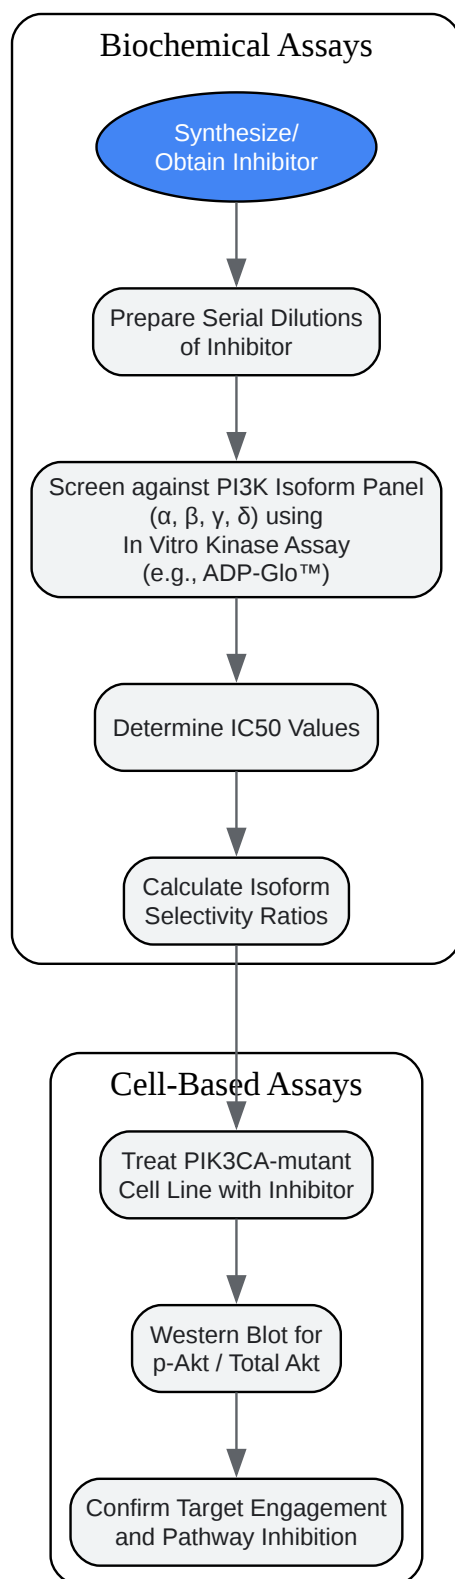 Biochemical Assays
Synthesize/
Obtain Inhibitor
Prepare Serial Dilutions
of Inhibitor
Screen against PI3K Isoform Panel
(α, β, γ, δ) using
In Vitro Kinase Assay
(e.g., ADP-Glo™)
Determine IC50 Values
Calculate Isoform
Selectivity Ratios
Cell-Based Assays
Treat PIK3CA-mutant
Cell Line with Inhibitor
Western Blot for
p-Akt / Total Akt
Confirm Target Engagement
and Pathway Inhibition